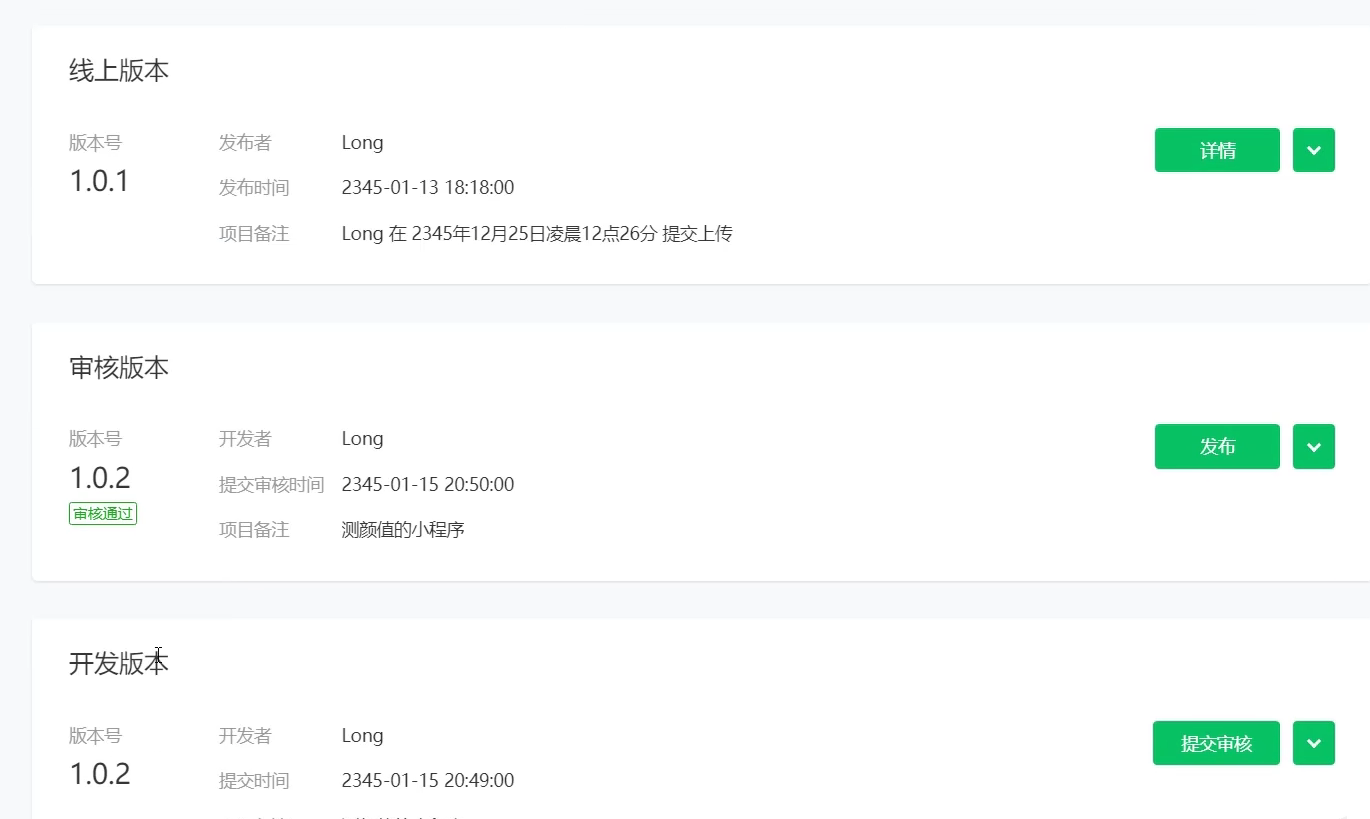 线上版本
版本号 发布者 Long 详情
1.0.1
发布时间 2345-01-13 18:18:00
项目备注 Long 在 2345年12月25日凌晨12点26分 提交上传
审核版本
版本号 开发者 Long 发布
1.0.2
提交审核时间 2345-01-15 20:50:00
审核通过
项目备注 测颜值的小程序
开发版本
版本号 开发者 Long 提交审核
1.0.2
提交时间 2345-01-15 20:49:00